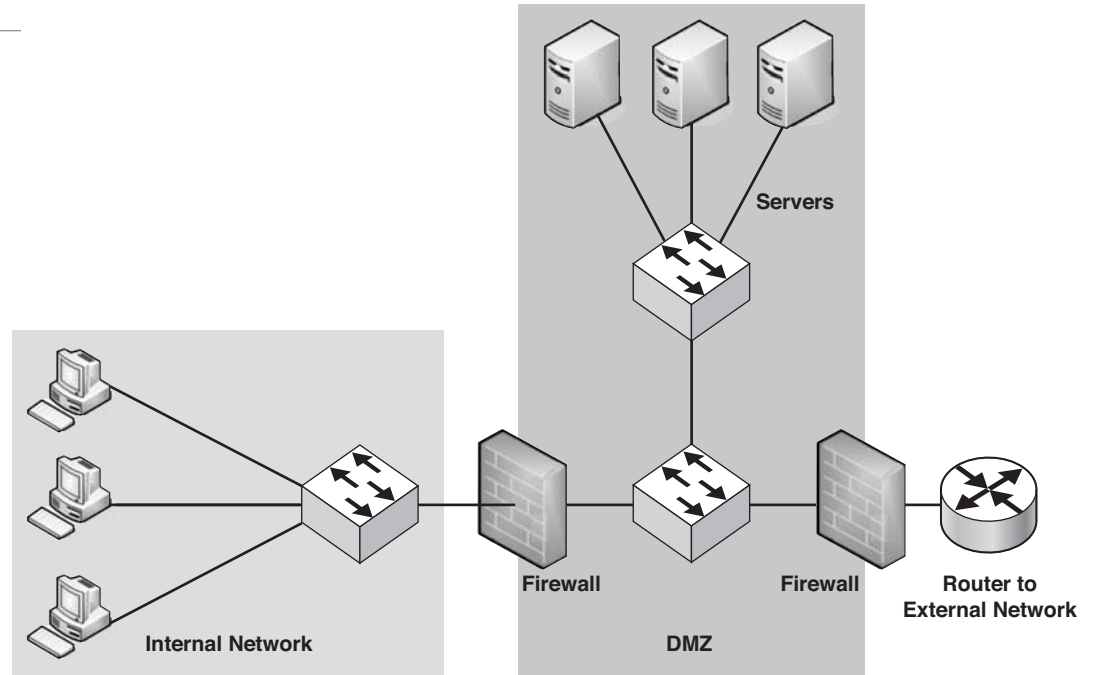 Servers
Firewall
Firewall
Router to
External Network
Internal Network
DMZ